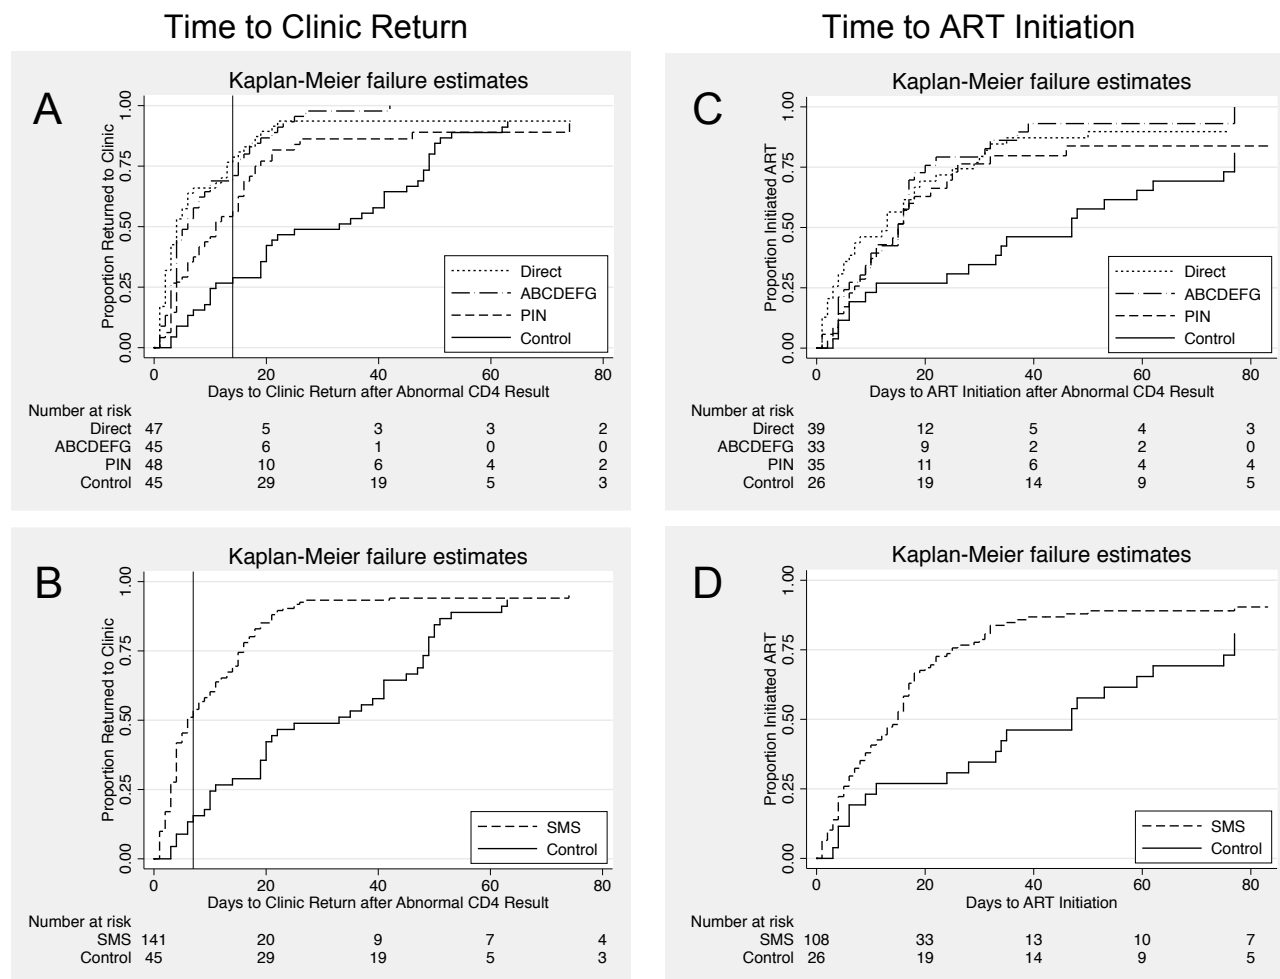 Time to Clinic Return
Time to ART Initiation
A
Kaplan-Meier failure estimates
Proportion Returned to Clinic
0.00 0.25 0.50 0.75 1.00
Direct
ABCDEFG
PIN
Control
0 20 40 60 80
Days to Clinic Return after Abnormal CD4 Result
Number at risk
Direct 47 5 3 3 2
ABCDEFG 45 6 1 0 0
PIN 48 10 6 4 2
Control 45 29 19 5 3
C
Kaplan-Meier failure estimates
Proportion Initiated ART
0.00 0.25 0.50 0.75 1.00
Direct
ABCDEFG
PIN
Control
0 20 40 60 80
Days to ART Initiation after Abnormal CD4 Result
Number at risk
Direct 39 12 5 4 3
ABCDEFG 33 9 2 2 0
PIN 35 11 6 4 4
Control 26 19 14 9 5
B
Kaplan-Meier failure estimates
Proportion Returned to Clinic
0.00 0.25 0.50 0.75 1.00
SMS
Control
0 20 40 60 80
Days to Clinic Return after Abnormal CD4 Result
Number at risk
SMS 141 20 9 7 4
Control 45 29 19 5 3
D
Kaplan-Meier failure estimates
Proportion Initiatted ART
0.00 0.25 0.50 0.75 1.00
SMS
Control
0 20 40 60 80
Days to ART Initiation
Number at risk
SMS 108 33 13 10 7
Control 26 19 14 9 5